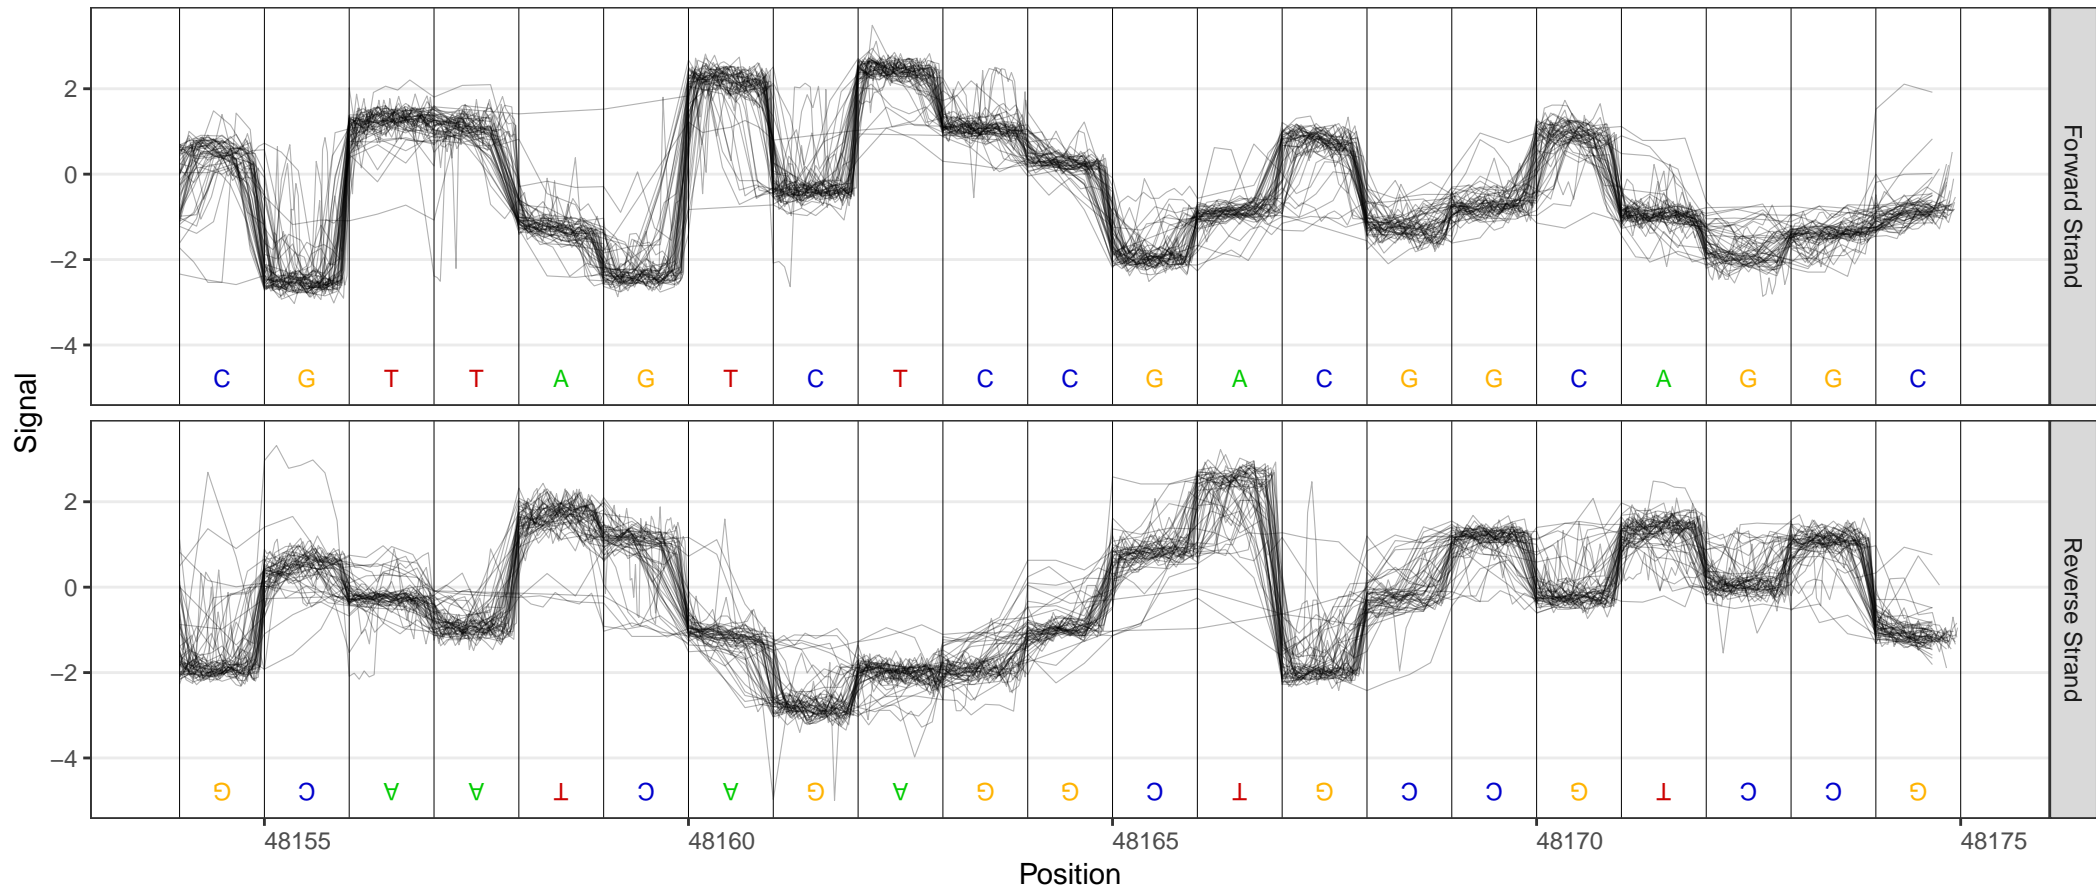 Signal
2
0
−2
−4
C G T T A G T C T C C G A C G G C A G G C
Forward Strand
2
0
−2
−4
G C A A T C A G A G G C T G C C G T C C G
Reverse Strand
48155 48160 48165 48170 48175
Position